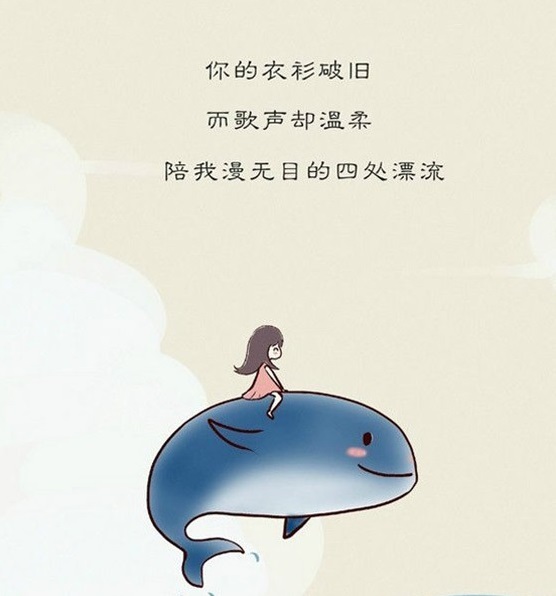 你的衣衫破旧
而歌声却温柔
陪我漫无目的四处漂流